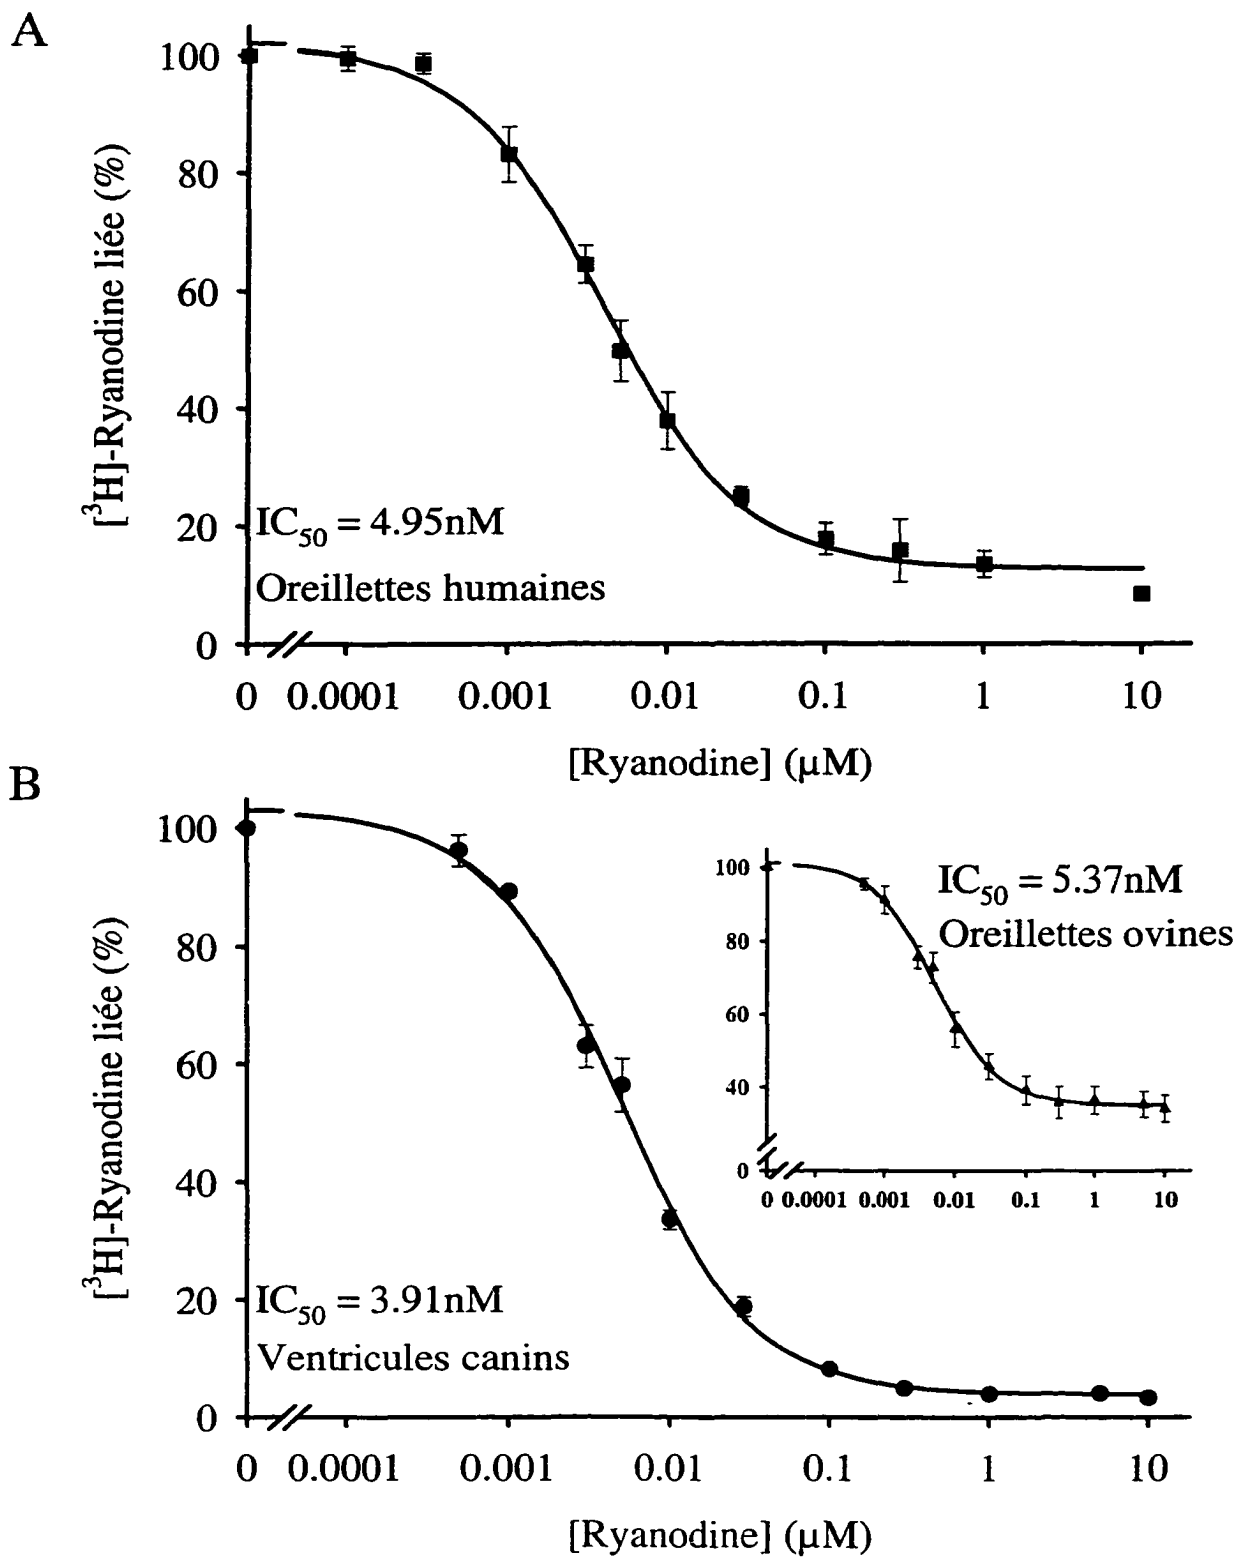 A
[³H]-Ryanodine liée (%)
100
80
60
40
20
0
IC₅₀ = 4.95nM
Oreillettes humaines
0 0.0001 0.001 0.01 0.1 1 10
[Ryanodine] (µM)
B
[³H]-Ryanodine liée (%)
100
80
60
40
20
0
IC₅₀ = 3.91nM
Ventricules canins
0 0.0001 0.001 0.01 0.1 1 10
[Ryanodine] (µM)
IC₅₀ = 5.37nM
Oreillettes ovines
100
80
60
40
0
0 0.0001 0.001 0.01 0.1 1 10